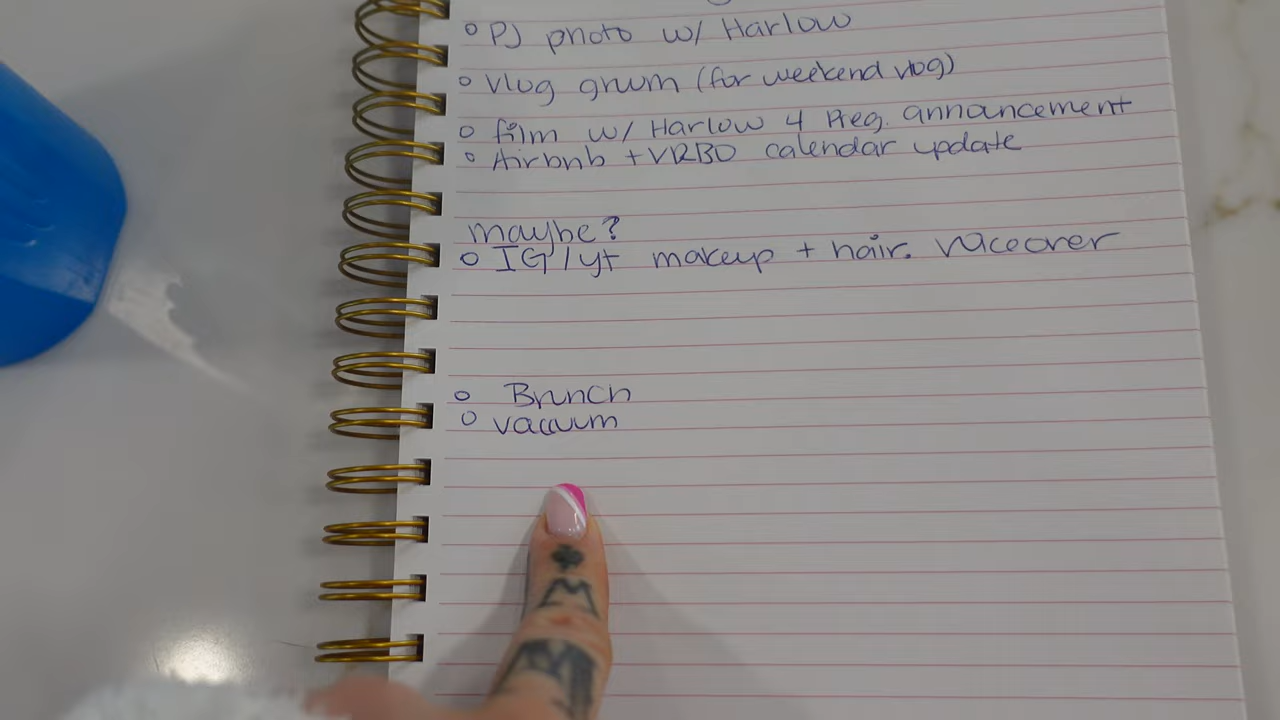 o PJ photo w/ Harlow
o Vlog grwm (for weekend vlog)
o film w/ Harlow 4 Preg. announcement
o Airbnb + VRBO calendar update
maybe?
o IG/yt makeup + hair. voiceover
o Brunch
o vacuum